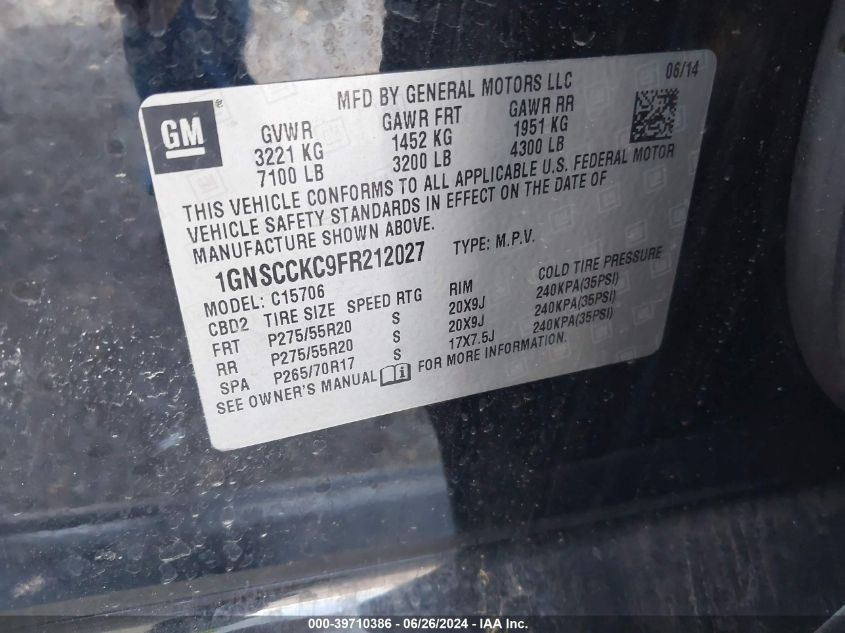 GM
MFD BY GENERAL MOTORS LLC
06/14
GVWR GAWR FRT GAWR RR
3221 KG 1452 KG 1951 KG
7100 LB 3200 LB 4300 LB
THIS VEHICLE CONFORMS TO ALL APPLICABLE U.S. FEDERAL MOTOR
VEHICLE SAFETY STANDARDS IN EFFECT ON THE DATE OF
MANUFACTURE SHOWN ABOVE.
1GNSCCKC9FR212027 TYPE: M.P.V.
MODEL: C15706
CBD2 TIRE SIZE SPEED RTG RIM COLD TIRE PRESSURE
FRT P275/55R20 S 20X9J 240KPA(35PSI)
RR P275/55R20 S 20X9J 240KPA(35PSI)
SPA P265/70R17 S 17X7.5J 240KPA(35PSI)
SEE OWNER'S MANUAL FOR MORE INFORMATION.
000-39710386 - 06/26/2024 - IAA Inc.